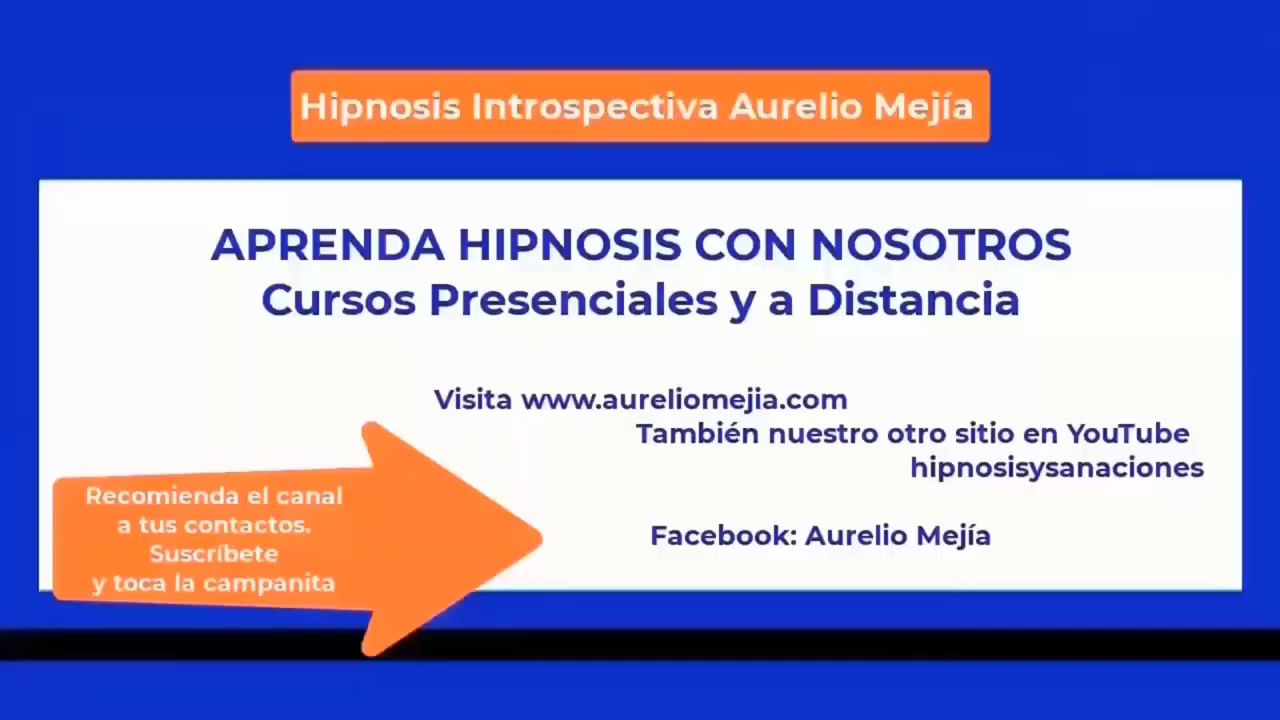 Hipnosis Introspectiva Aurelio Mejía
APRENDA HIPNOSIS CON NOSOTROS
Cursos Presenciales y a Distancia
Visita www.aureliomejia.com
También nuestro otro sitio en YouTube
hipnosisysanaciones
Facebook: Aurelio Mejía
Recomienda el canal
a tus contactos.
Suscríbete
y toca la campanita